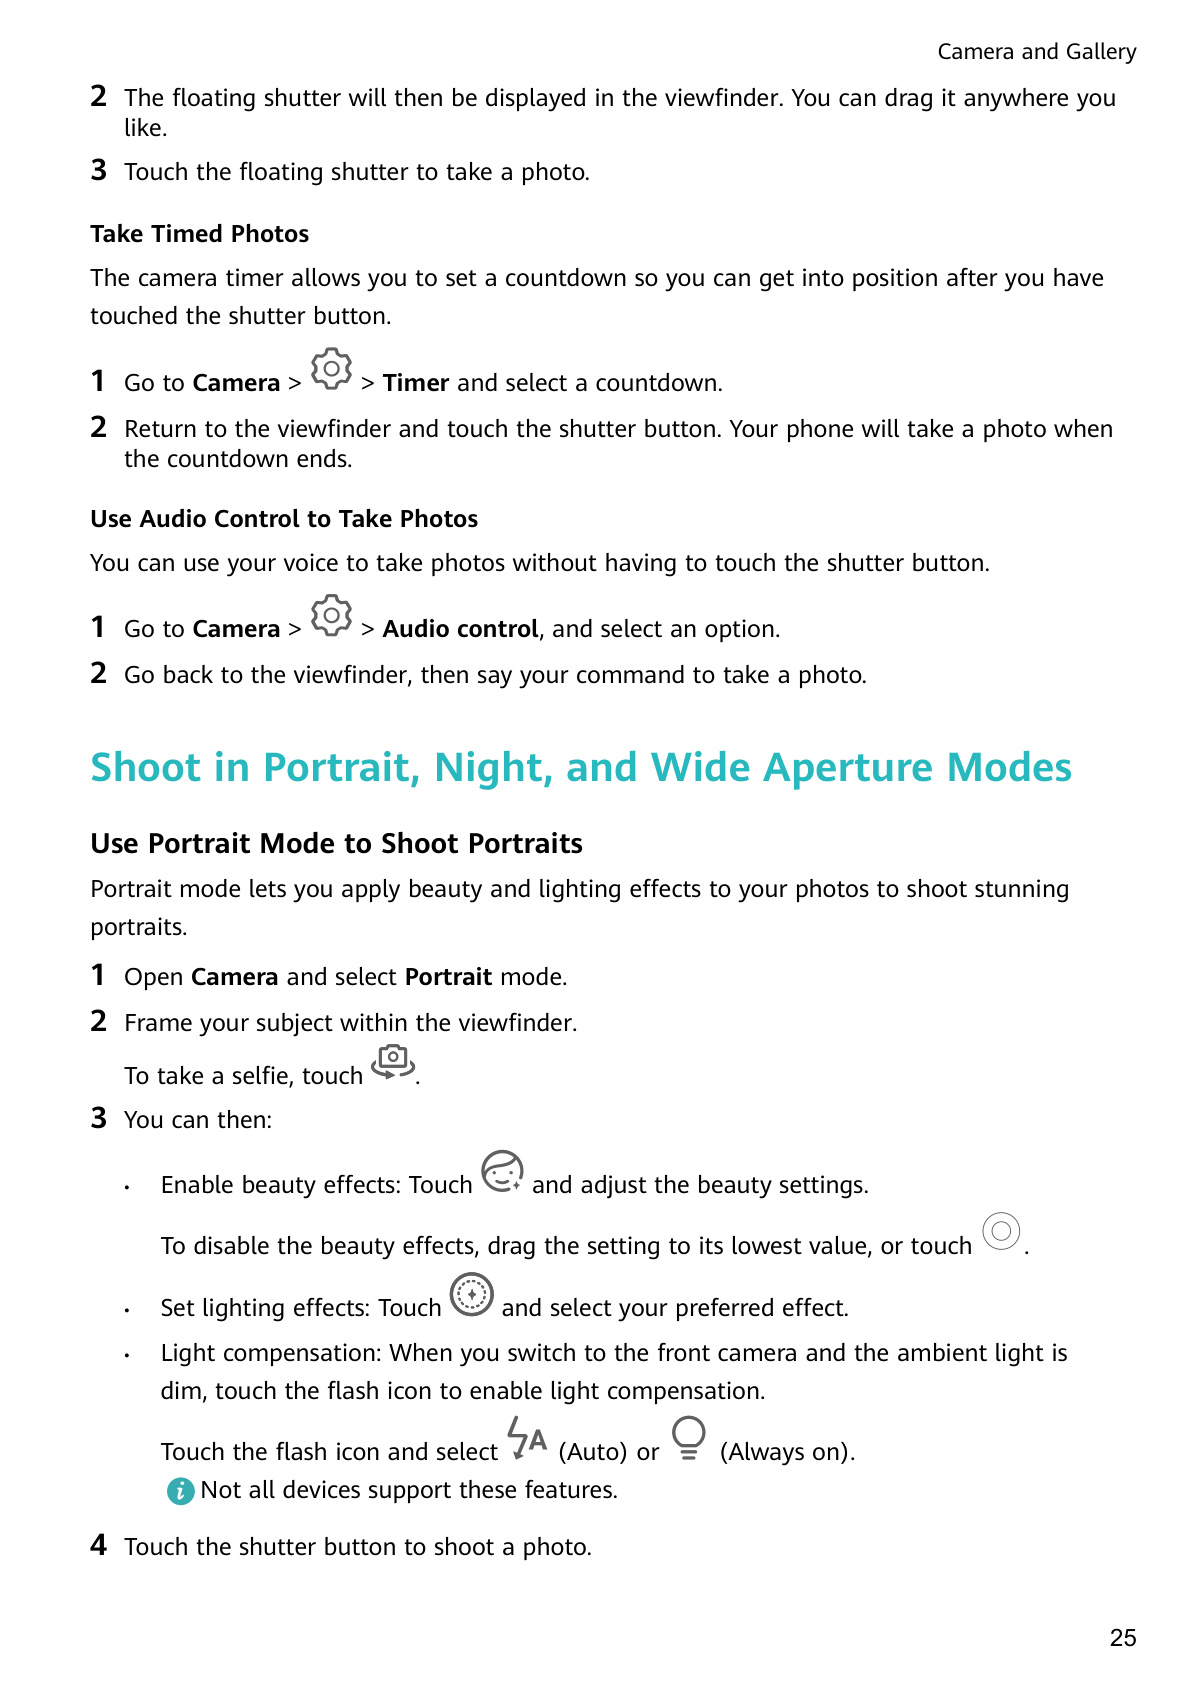 Camera and Gallery
2 The floating shutter will then be displayed in the viewfinder. You can drag it anywhere you
like.
3 Touch the floating shutter to take a photo.
Take Timed Photos
The camera timer allows you to set a countdown so you can get into position after you have
touched the shutter button.
1 Go to Camera > > Timer and select a countdown.
2 Return to the viewfinder and touch the shutter button. Your phone will take a photo when
the countdown ends.
Use Audio Control to Take Photos
You can use your voice to take photos without having to touch the shutter button.
1 Go to Camera > > Audio control, and select an option.
2 Go back to the viewfinder, then say your command to take a photo.
Shoot in Portrait, Night, and Wide Aperture Modes
Use Portrait Mode to Shoot Portraits
Portrait mode lets you apply beauty and lighting effects to your photos to shoot stunning
portraits.
1 Open Camera and select Portrait mode.
2 Frame your subject within the viewfinder.
To take a selfie, touch .
3 You can then:
• Enable beauty effects: Touch and adjust the beauty settings.
To disable the beauty effects, drag the setting to its lowest value, or touch .
• Set lighting effects: Touch and select your preferred effect.
• Light compensation: When you switch to the front camera and the ambient light is
dim, touch the flash icon to enable light compensation.
Touch the flash icon and select A (Auto) or (Always on).
i Not all devices support these features.
4 Touch the shutter button to shoot a photo.
25